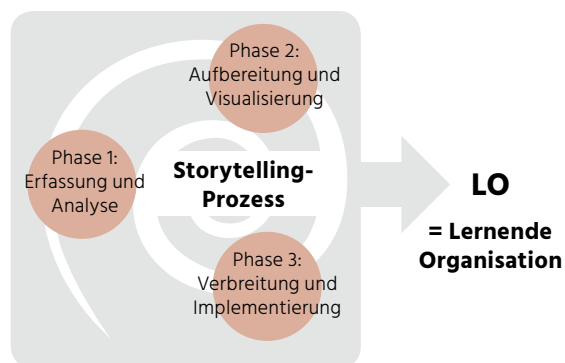 Phase 1:
Erfassung und
Analyse
Phase 2:
Aufbereitung und
Visualisierung
Storytelling-
Prozess
Phase 3:
Verbreitung und
Implementierung
LO
= Lernende
Organisation